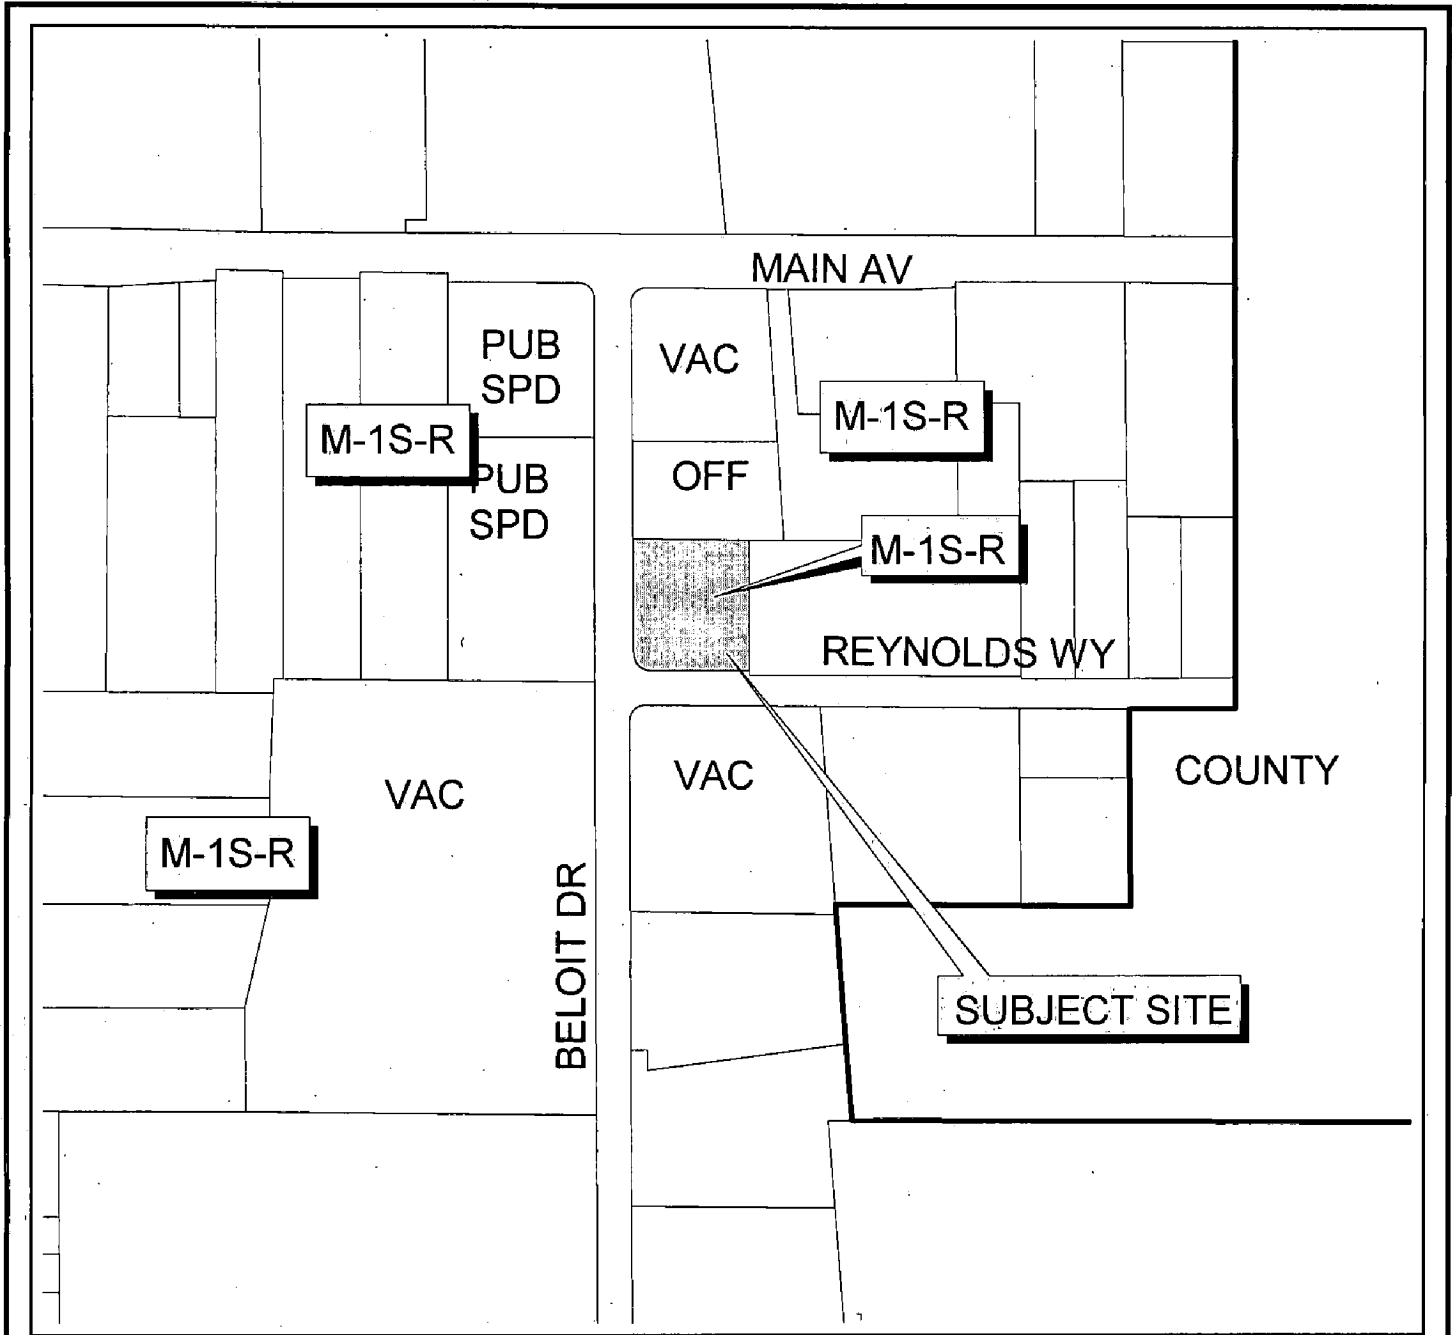 MAIN AV
PUB
SPD
VAC
M-1S-R
M-1S-R
PUB
SPD
OFF
M-1S-R
REYNOLDS WY
VAC
VAC
COUNTY
M-1S-R
BELOIT DR
SUBJECT SITE